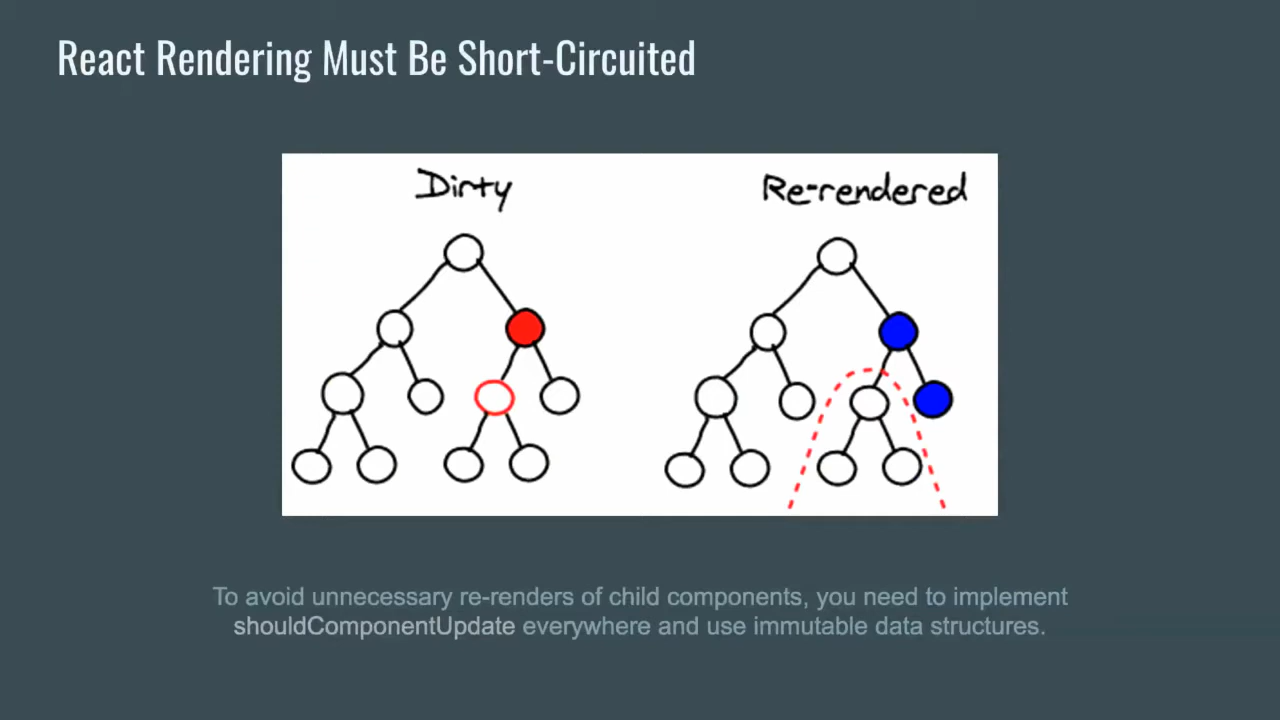 React Rendering Must Be Short-Circuited
Dirty
Re-rendered
To avoid unnecessary re-renders of child components, you need to implement
shouldComponentUpdate everywhere and use immutable data structures.